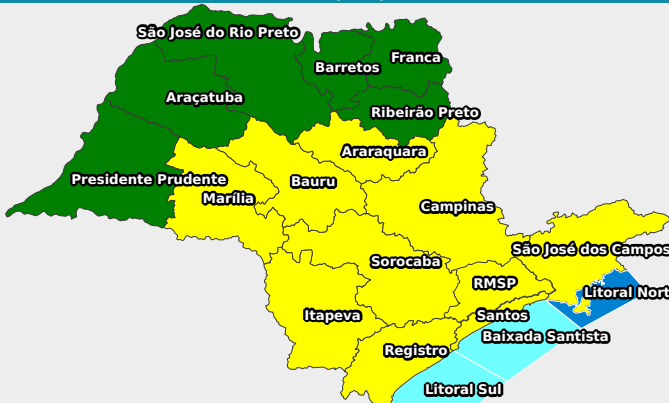 São José do Rio Preto
Franca
Barretos
Araçatuba
Ribeirão Preto
Araraquara
Presidente Prudente
Bauru
Marília
Campinas
São José dos Campos
Sorocaba
RMSP
Litoral Nort
Itapeva
Santos
Baixada Santista
Registro
Litoral Sul